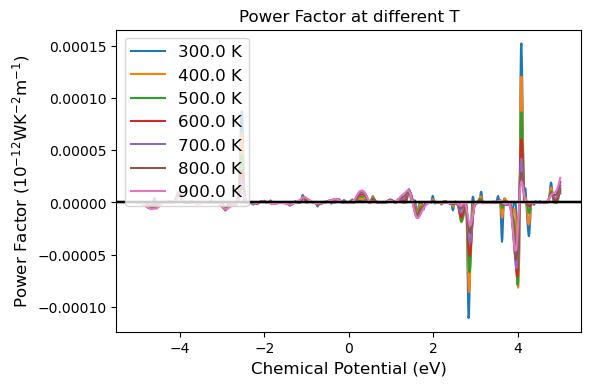 Power Factor at different T
Power Factor (10⁻¹²WK⁻²m⁻¹)
0.00015
0.00010
0.00005
0.00000
−0.00005
−0.00010
300.0 K
400.0 K
500.0 K
600.0 K
700.0 K
800.0 K
900.0 K
−4
−2
0
2
4
Chemical Potential (eV)